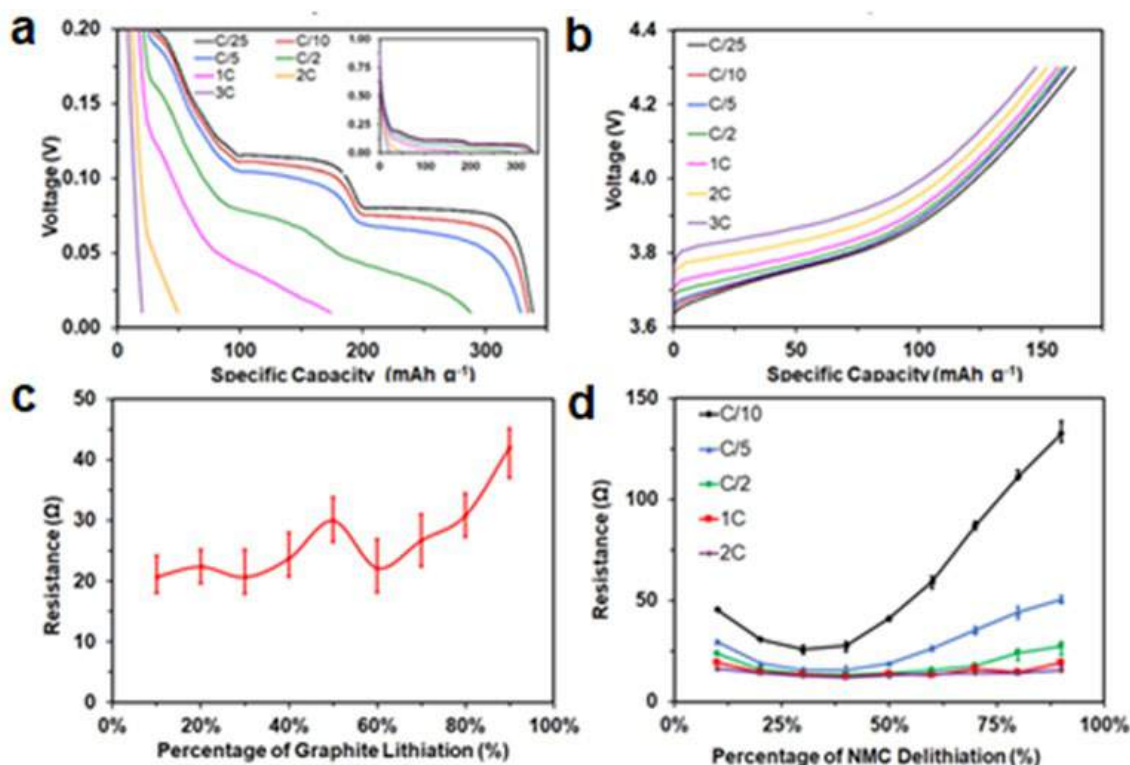 a
0.20
0.15
0.10
0.05
0.00
Voltage (V)
C/25
C/10
C/5
C/2
1C
2C
3C
1.00
0.75
0.50
0.25
0.00
0
100
200
300
0
100
200
300
Specific Capacity (mAh g⁻¹)
b
4.4
4.2
4.0
3.8
3.6
Voltage (V)
C/25
C/10
C/5
C/2
1C
2C
3C
0
50
100
150
Specific Capacity (mAh g⁻¹)
c
50
40
30
20
10
0
Resistance (Ω)
0%
20%
40%
60%
80%
100%
Percentage of Graphite Lithiation (%)
d
150
100
50
0
Resistance (Ω)
C/10
C/5
C/2
1C
2C
0%
25%
50%
75%
100%
Percentage of NMC Delithiation (%)